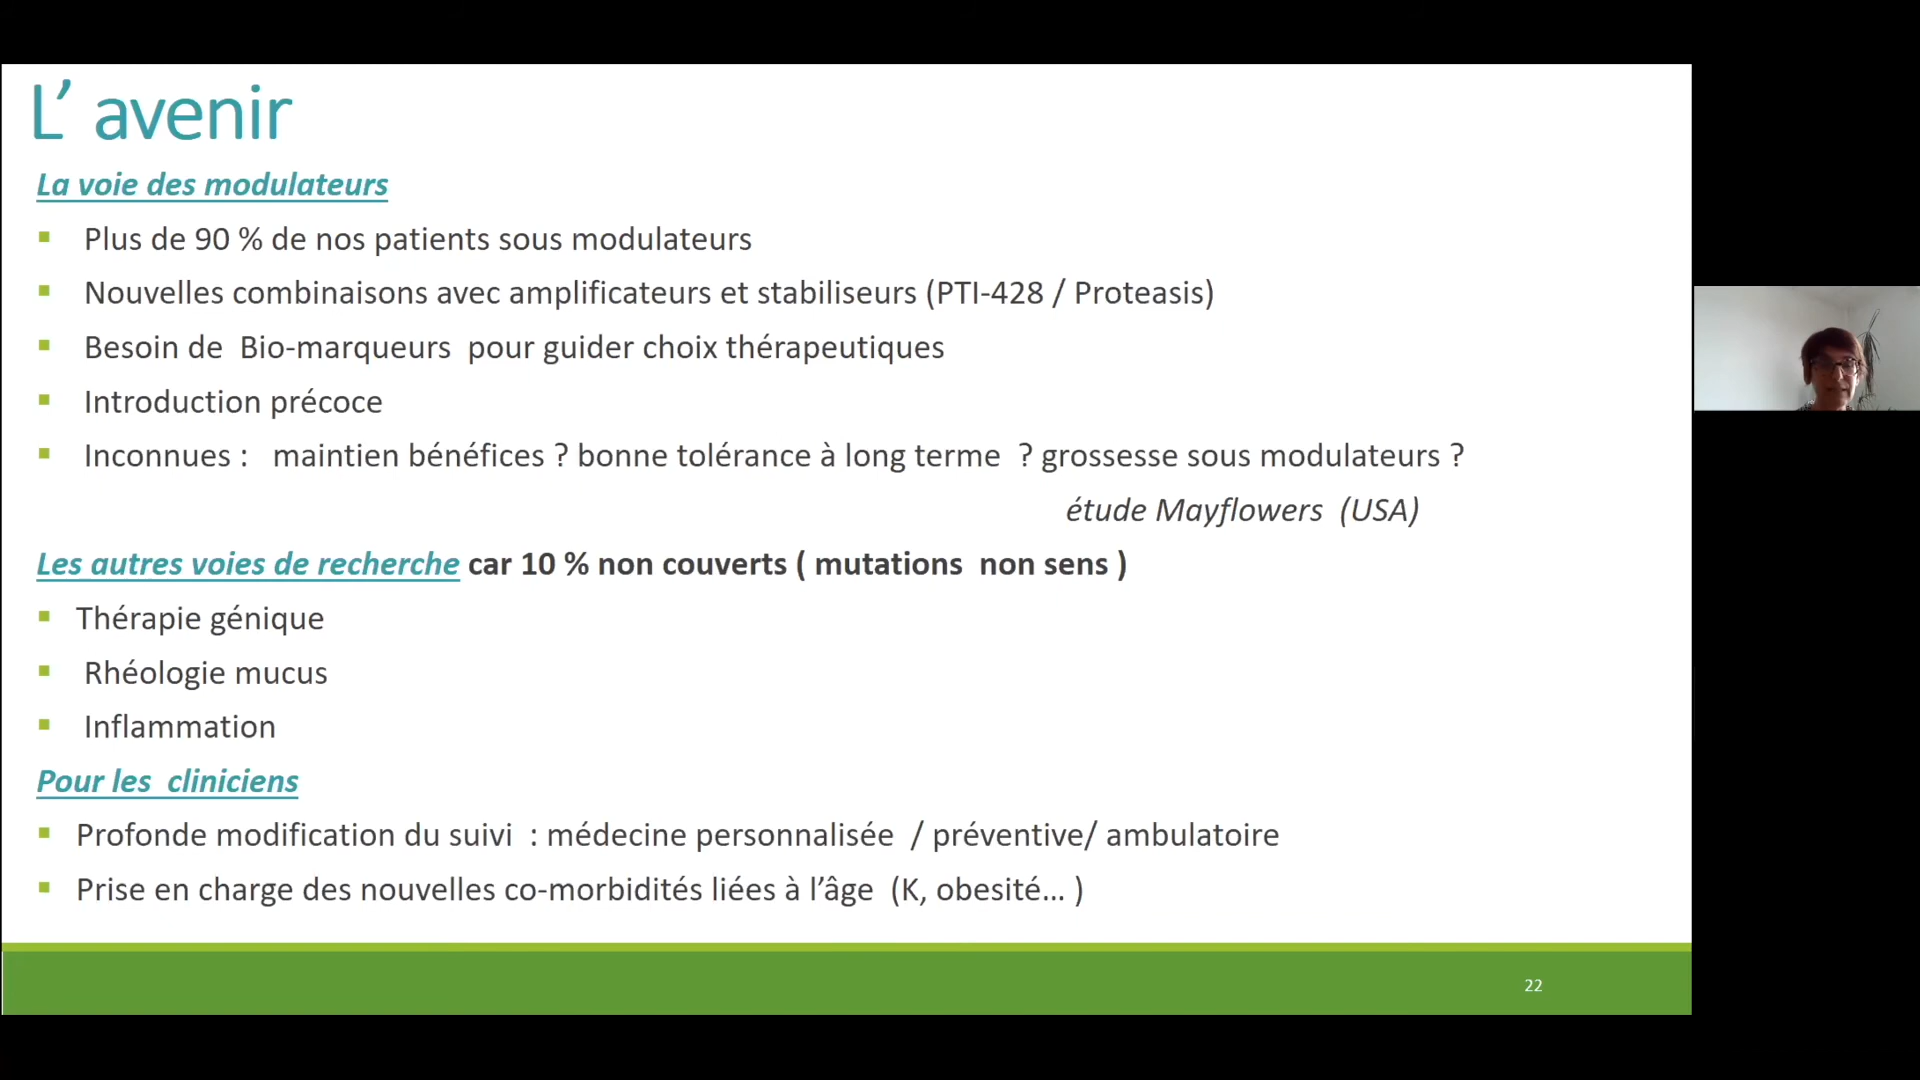 L’ avenir
La voie des modulateurs
Plus de 90 % de nos patients sous modulateurs
Nouvelles combinaisons avec amplificateurs et stabiliseurs (PTI-428 / Proteasis)
Besoin de Bio-marqueurs pour guider choix thérapeutiques
Introduction précoce
Inconnues : maintien bénéfices ? bonne tolérance à long terme ? grossesse sous modulateurs ?
étude Mayflowers (USA)
Les autres voies de recherche car 10 % non couverts ( mutations non sens )
Thérapie génique
Rhéologie mucus
Inflammation
Pour les cliniciens
Profonde modification du suivi : médecine personnalisée / préventive/ ambulatoire
Prise en charge des nouvelles co-morbidités liées à l’âge (K, obesité… )
22